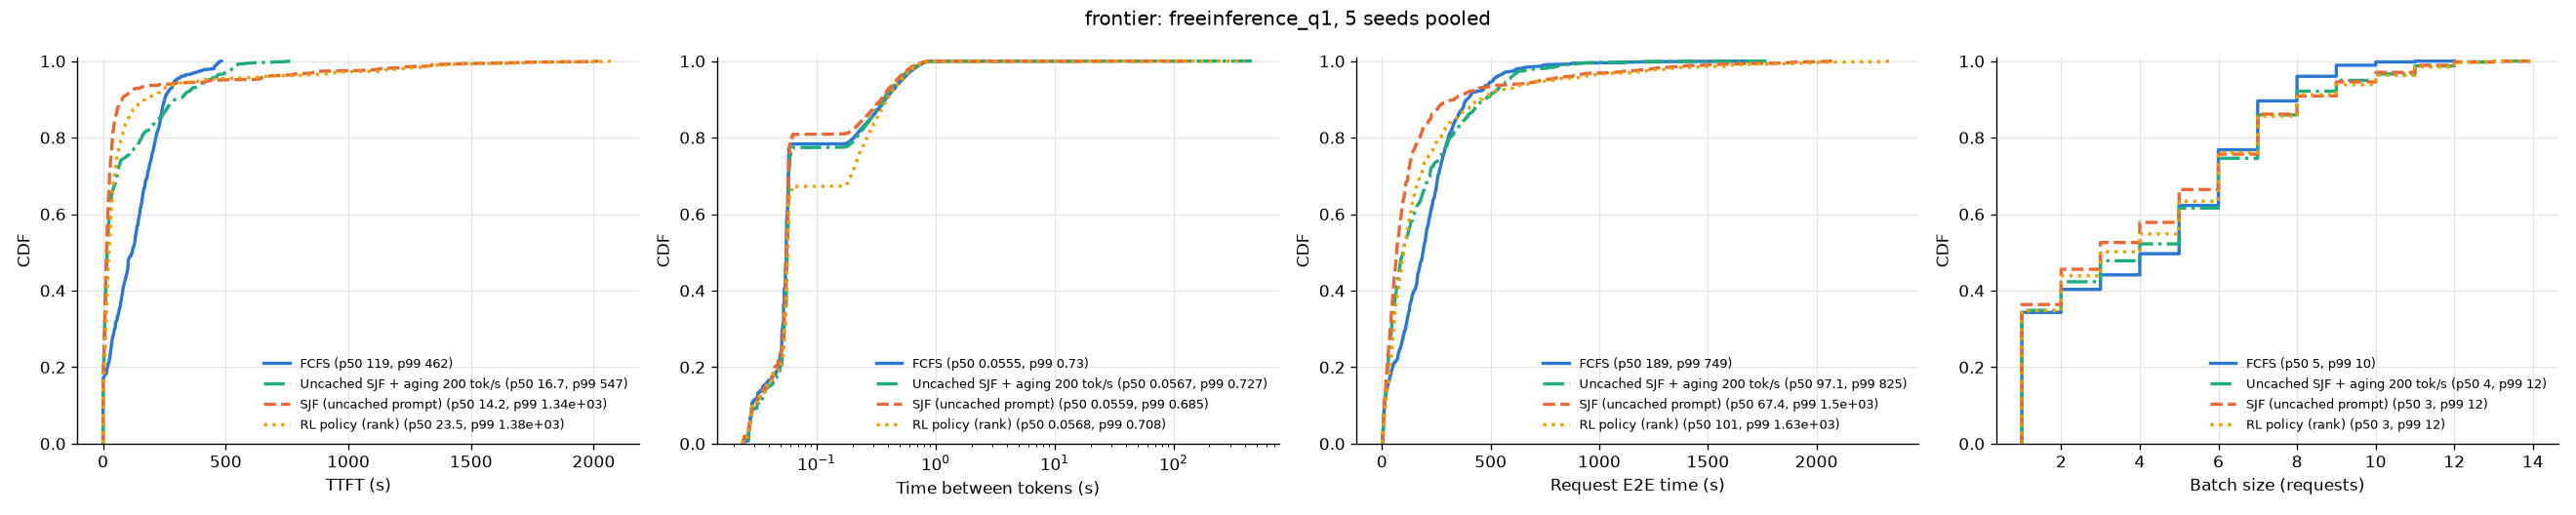 frontier: freeinference_q1, 5 seeds pooled
CDF
1.0
0.8
0.6
0.4
0.2
0.0
FCFS (p50 119, p99 462)
Uncached SJF + aging 200 tok/s (p50 16.7, p99 547)
SJF (uncached prompt) (p50 14.2, p99 1.34e+03)
RL policy (rank) (p50 23.5, p99 1.38e+03)
0 500 1000 1500 2000
TTFT (s)
CDF
1.0
0.8
0.6
0.4
0.2
0.0
FCFS (p50 0.0555, p99 0.73)
Uncached SJF + aging 200 tok/s (p50 0.0567, p99 0.727)
SJF (uncached prompt) (p50 0.0559, p99 0.685)
RL policy (rank) (p50 0.0568, p99 0.708)
10⁻¹ 10⁰ 10¹ 10²
Time between tokens (s)
CDF
1.0
0.8
0.6
0.4
0.2
0.0
FCFS (p50 189, p99 749)
Uncached SJF + aging 200 tok/s (p50 97.1, p99 825)
SJF (uncached prompt) (p50 67.4, p99 1.5e+03)
RL policy (rank) (p50 101, p99 1.63e+03)
0 500 1000 1500 2000
Request E2E time (s)
CDF
1.0
0.8
0.6
0.4
0.2
0.0
FCFS (p50 5, p99 10)
Uncached SJF + aging 200 tok/s (p50 4, p99 12)
SJF (uncached prompt) (p50 3, p99 12)
RL policy (rank) (p50 3, p99 12)
2 4 6 8 10 12 14
Batch size (requests)